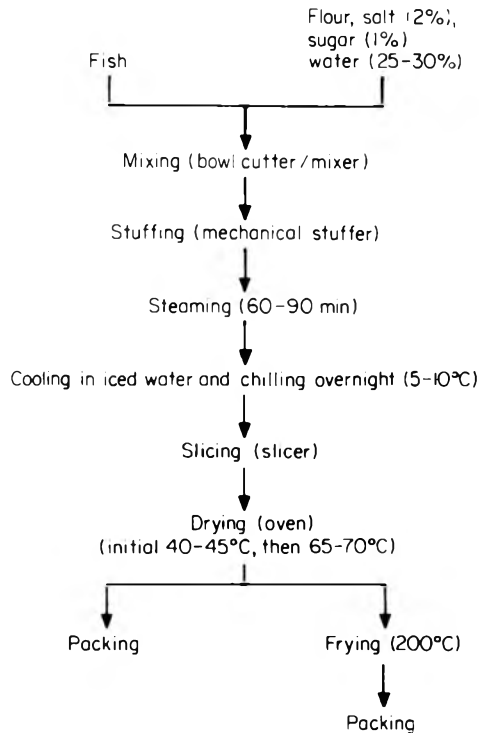 Flour, salt (2%),
sugar (1%)
water (25-30%)
Fish
Mixing (bowl cutter/mixer)
Stuffing (mechanical stuffer)
Steaming (60-90 min)
Cooling in iced water and chilling overnight (5-10°C)
Slicing (slicer)
Drying (oven)
(initial 40-45°C, then 65-70°C)
Packing
Frying (200°C)
Packing